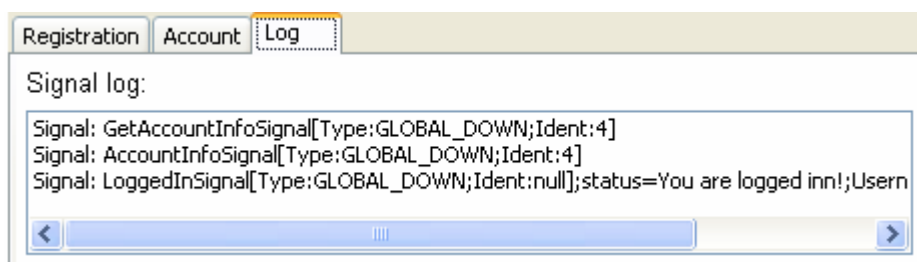 Registration Account Log
Signal log:
Signal: GetAccountInfoSignal[Type:GLOBAL_DOWN;Ident:4]
Signal: AccountInfoSignal[Type:GLOBAL_DOWN;Ident:4]
Signal: LoggedInSignal[Type:GLOBAL_DOWN;Ident:null];status=You are logged inn!;Usern